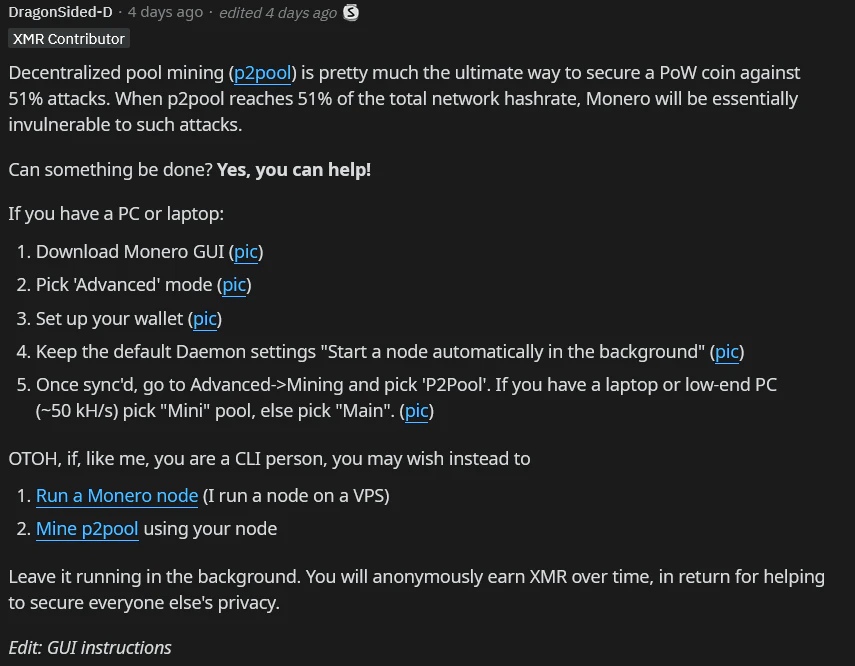 DragonSided-D · 4 days ago · edited 4 days ago S
XMR Contributor
Decentralized pool mining (p2pool) is pretty much the ultimate way to secure a PoW coin against
51% attacks. When p2pool reaches 51% of the total network hashrate, Monero will be essentially
invulnerable to such attacks.
Can something be done? Yes, you can help!
If you have a PC or laptop:
1. Download Monero GUI (pic)
2. Pick 'Advanced' mode (pic)
3. Set up your wallet (pic)
4. Keep the default Daemon settings "Start a node automatically in the background" (pic)
5. Once sync'd, go to Advanced->Mining and pick 'P2Pool'. If you have a laptop or low-end PC
(~50 kH/s) pick "Mini" pool, else pick "Main". (pic)
OTOH, if, like me, you are a CLI person, you may wish instead to
1. Run a Monero node (I run a node on a VPS)
2. Mine p2pool using your node
Leave it running in the background. You will anonymously earn XMR over time, in return for helping
to secure everyone else's privacy.
Edit: GUI instructions